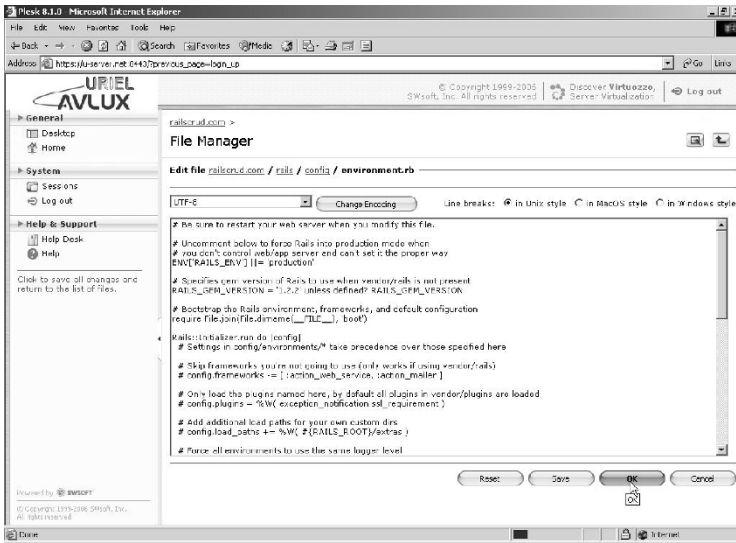 Plesk 8.1.0 - Microsoft Internet Explorer
File Edit View Favorites Tools Help
Back Search Favorites Media
Address https://u-server.net:8443/?previous_page=login_up Go Links
URIEL
AVLUX
© Copyright 1999-2006
SWsoft, Inc. All rights reserved
Discover Virtuozzo,
Server Virtualization
Log out
General
Desktop
Home
System
Sessions
Log out
Help & Support
Help Desk
Help
Click to save all changes and
return to the list of files.
Powered by SWSOFT
(c) Copyright 1999-2006 SWsoft, Inc.
All rights reserved
railscrud.com >
File Manager
Edit file railscrud.com / rails / config / environment.rb
UTF-8 Change Encoding Line breaks: in Unix style in MacOS style in Windows style
# Be sure to restart your web server when you modify this file.
# Uncomment below to force Rails into production mode when
# you don't control web/app server and can't set it the proper way
ENV['RAILS_ENV'] ||= 'production'
# Specifies gem version of Rails to use when vendor/rails is not present
RAILS_GEM_VERSION = '1.2.2' unless defined? RAILS_GEM_VERSION
# Bootstrap the Rails environment, frameworks, and default configuration
require File.join(File.dirname(__FILE__), 'boot')
Rails::Initializer.run do |config|
# Settings in config/environments/* take precedence over those specified here
# Skip frameworks you're not going to use (only works if using vendor/rails)
# config.frameworks -= [ :action_web_service, :action_mailer ]
# Only load the plugins named here, by default all plugins in vendor/plugins are loaded
# config.plugins = %W( exception_notification ssl_requirement )
# Add additional load paths for your own custom dirs
# config.load_paths += %W( #{RAILS_ROOT}/extras )
# Force all environments to use the same logger level
Reset Save OK Cancel
OK
Done Internet